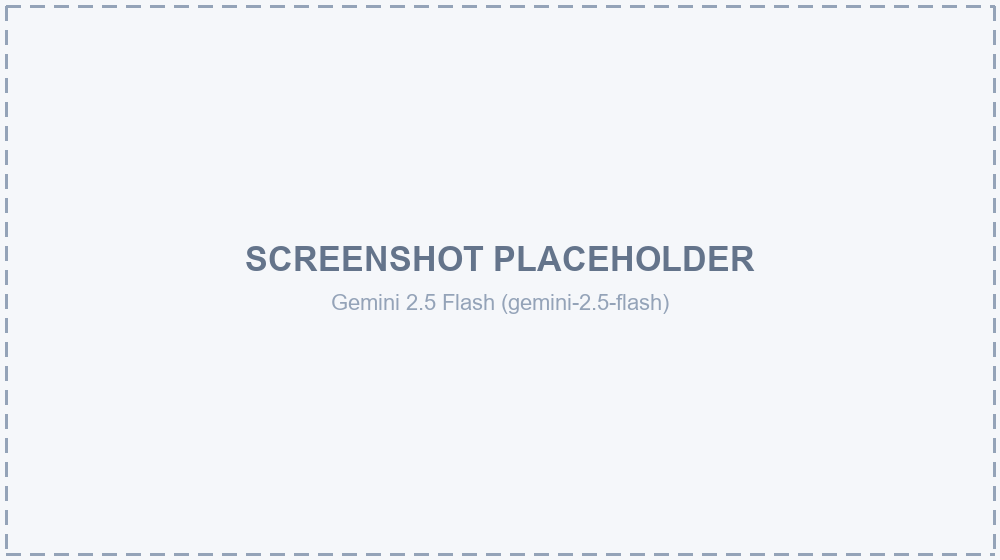 SCREENSHOT PLACEHOLDER
Gemini 2.5 Flash (gemini-2.5-flash)